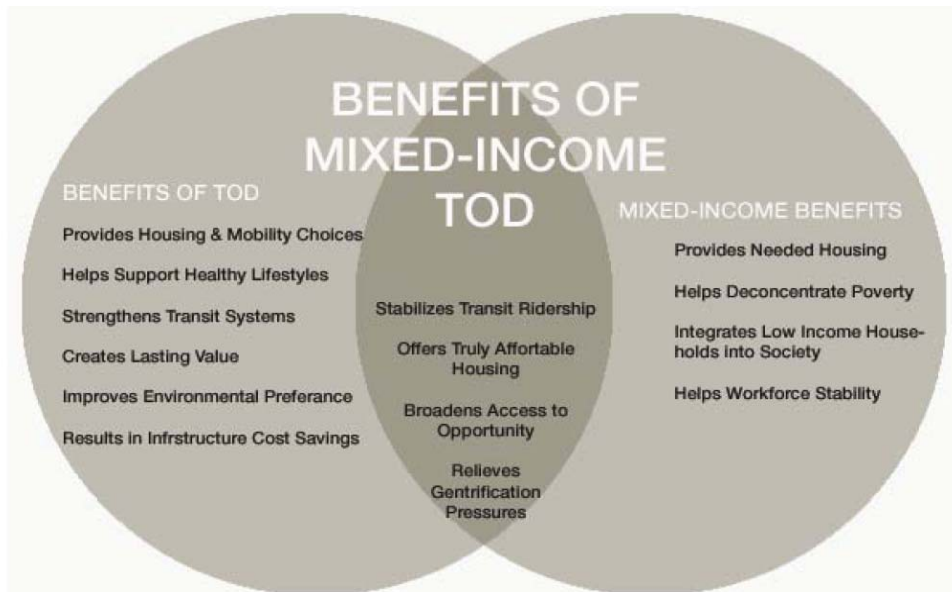 BENEFITS OF
MIXED-INCOME
TOD
BENEFITS OF TOD
Provides Housing & Mobility Choices
Helps Support Healthy Lifestyles
Strengthens Transit Systems
Creates Lasting Value
Improves Environmental Preferance
Results in Infrstructure Cost Savings
Stabilizes Transit Ridership
Offers Truly Affortable
Housing
Broadens Access to
Opportunity
Relieves
Gentrification
Pressures
MIXED-INCOME BENEFITS
Provides Needed Housing
Helps Deconcentrate Poverty
Integrates Low Income House-
holds into Society
Helps Workforce Stability